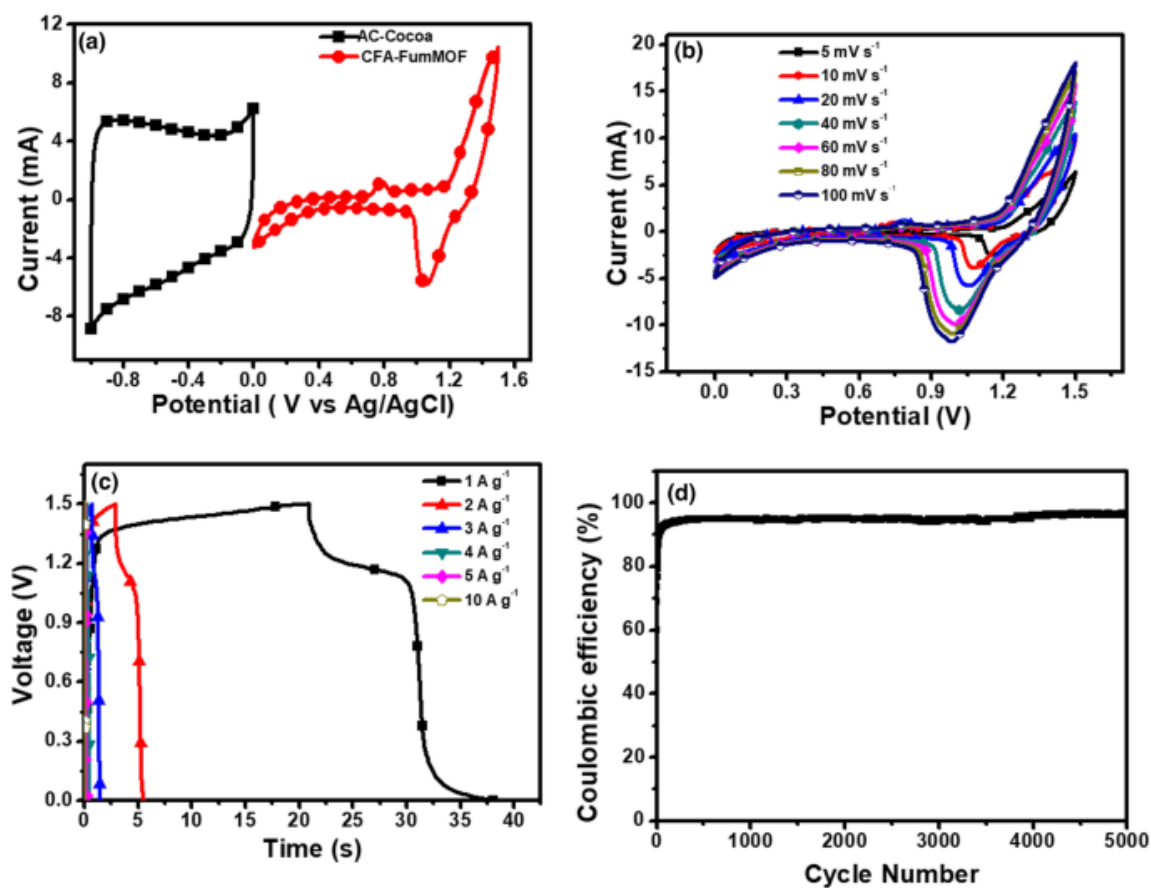 (a)
AC-Cocoa
CFA-FumMOF
12
8
4
0
-4
-8
Current (mA)
-0.8 -0.4 0.0 0.4 0.8 1.2 1.6
Potential ( V vs Ag/AgCl)
(b)
5 mV s⁻¹
10 mV s⁻¹
20 mV s⁻¹
40 mV s⁻¹
60 mV s⁻¹
80 mV s⁻¹
100 mV s⁻¹
20
15
10
5
0
-5
-10
-15
Current (mA)
0.0 0.3 0.6 0.9 1.2 1.5
Potential (V)
(c)
1 A g⁻¹
2 A g⁻¹
3 A g⁻¹
4 A g⁻¹
5 A g⁻¹
10 A g⁻¹
1.5
1.2
0.9
0.6
0.3
0.0
Voltage (V)
0 5 10 15 20 25 30 35 40
Time (s)
(d)
100
80
60
40
20
0
Coulombic efficiency (%)
0 1000 2000 3000 4000 5000
Cycle Number